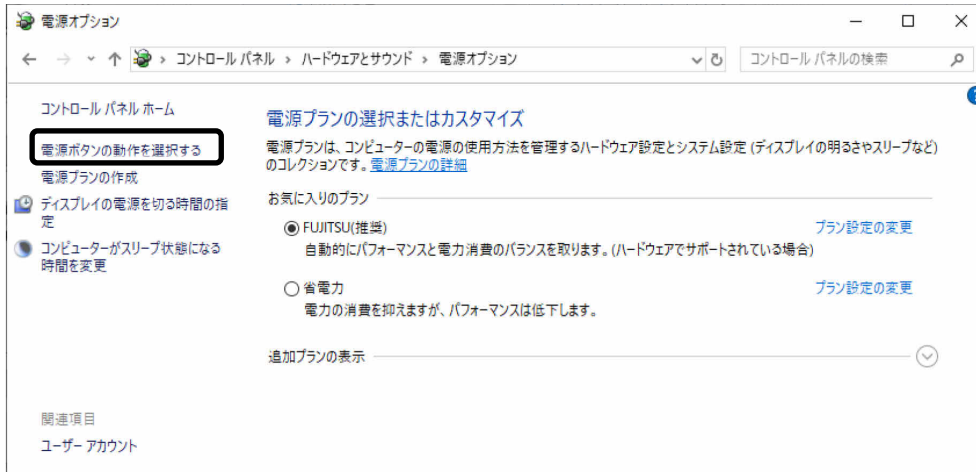 電源オプション
コントロール パネル › ハードウェアとサウンド › 電源オプション
コントロール パネルの検索
コントロール パネル ホーム
電源ボタンの動作を選択する
電源プランの作成
ディスプレイの電源を切る時間の指
定
コンピューターがスリープ状態になる
時間を変更
関連項目
ユーザー アカウント
電源プランの選択またはカスタマイズ
電源プランは、コンピューターの電源の使用方法を管理するハードウェア設定とシステム設定 (ディスプレイの明るさやスリープなど)
のコレクションです。電源プランの詳細
お気に入りのプラン
FUJITSU(推奨) プラン設定の変更
自動的にパフォーマンスと電力消費のバランスを取ります。(ハードウェアでサポートされている場合)
省電力 プラン設定の変更
電力の消費を抑えますが、パフォーマンスは低下します。
追加プランの表示